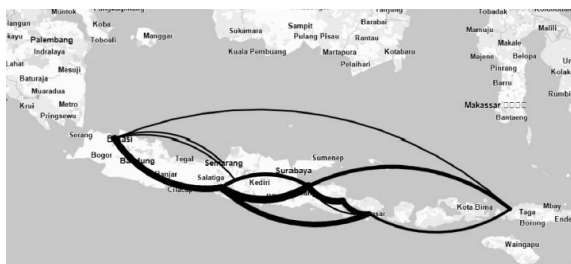 Muntok
Koba
Palembang
Toboali
Manggar
Indralaya
Lahat
Mesuji
Baturaja
Muaradua
Krui
Metro
Pringsewu
Sukamara
Sampit
Pulang Pisau
Barabai
Rantau
Kuala Pembuang
Martapura
Kotabaru
Pelaihari
Tobadak
Mamuju
Malili
Makale
Majene
Belopa
Pinrang
Barru
Makassar
Bantaeng
Serang
Bogor
Bandung
Tegal
Semarang
Banjar
Salatiga
Cilacap
Kediri
Surabaya
Sumenep
Kota Bima
Taga
Mbay
Borong
Ende
Waingapu